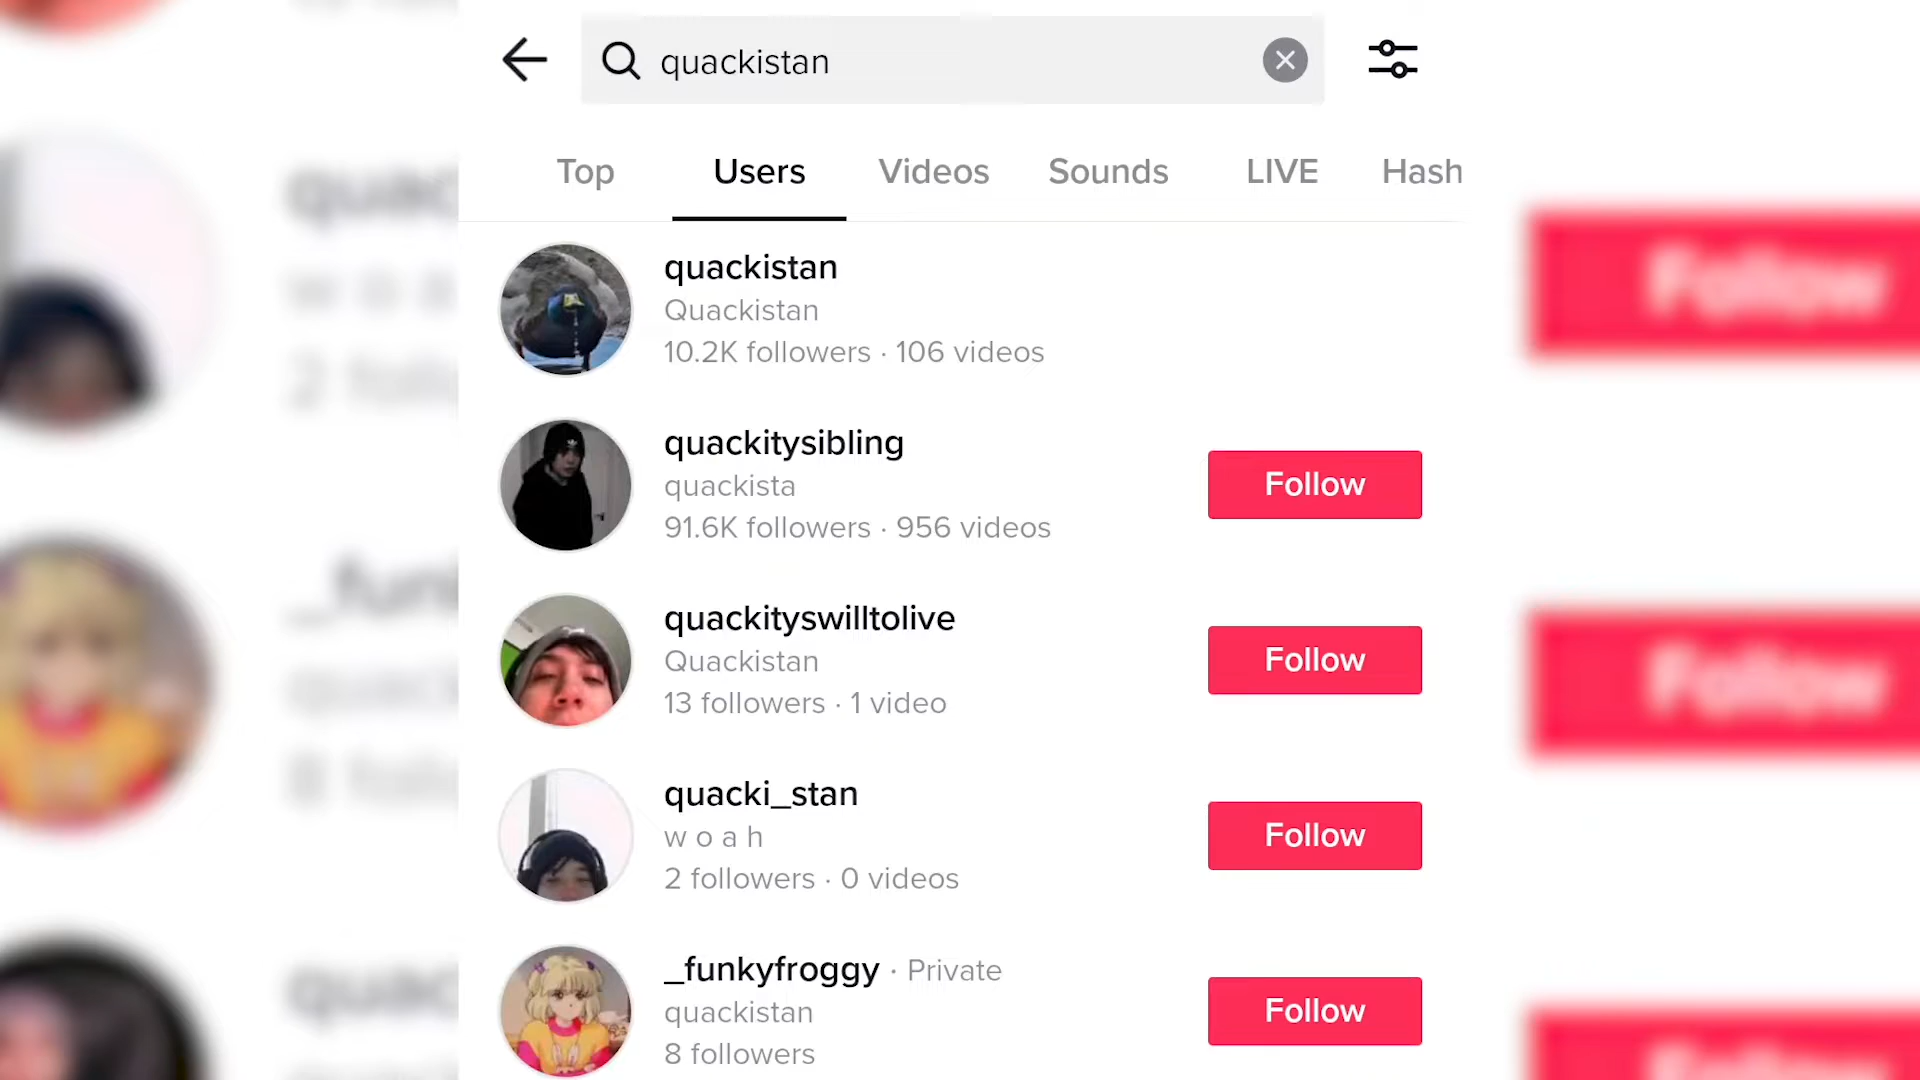 quackistan
Top Users Videos Sounds LIVE Hash
quackistan
Quackistan
10.2K followers · 106 videos
quackitysibling
quackista
91.6K followers · 956 videos
Follow
quackityswilltolive
Quackistan
13 followers · 1 video
Follow
quacki_stan
w o a h
2 followers · 0 videos
Follow
_funkyfroggy · Private
quackistan
8 followers
Follow
Follow
Follow